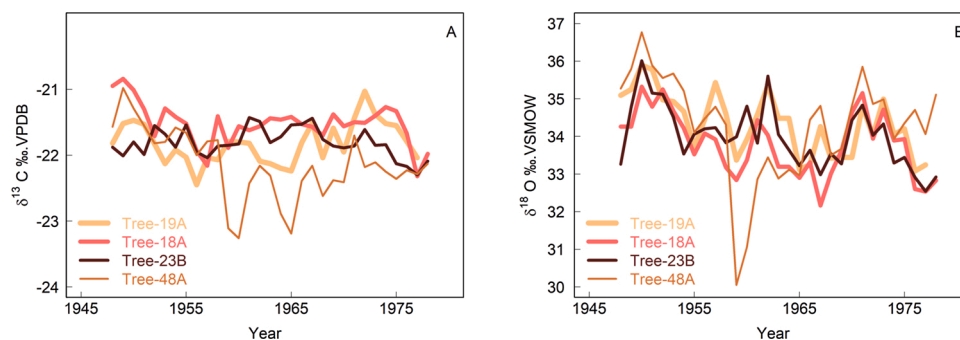 A
-21
-22
-23
-24
δ13 C ‰.VPDB
Tree-19A
Tree-18A
Tree-23B
Tree-48A
1945
1955
1965
1975
Year
B
37
36
35
34
33
32
31
30
δ18 O ‰.VSMOW
Tree-19A
Tree-18A
Tree-23B
Tree-48A
1945
1955
1965
1975
Year